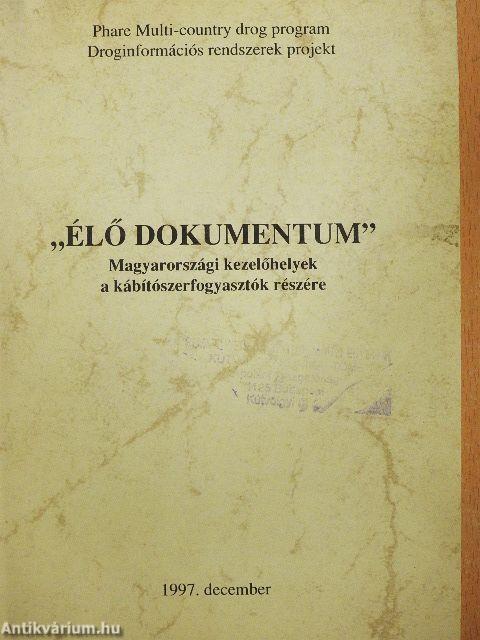 Phare Multi-country drog program
Droginformációs rendszerek projekt
„ÉLŐ DOKUMENTUM”
Magyarországi kezelőhelyek
a kábítószerfogyasztók részére
1997. december
Antikvárium.hu